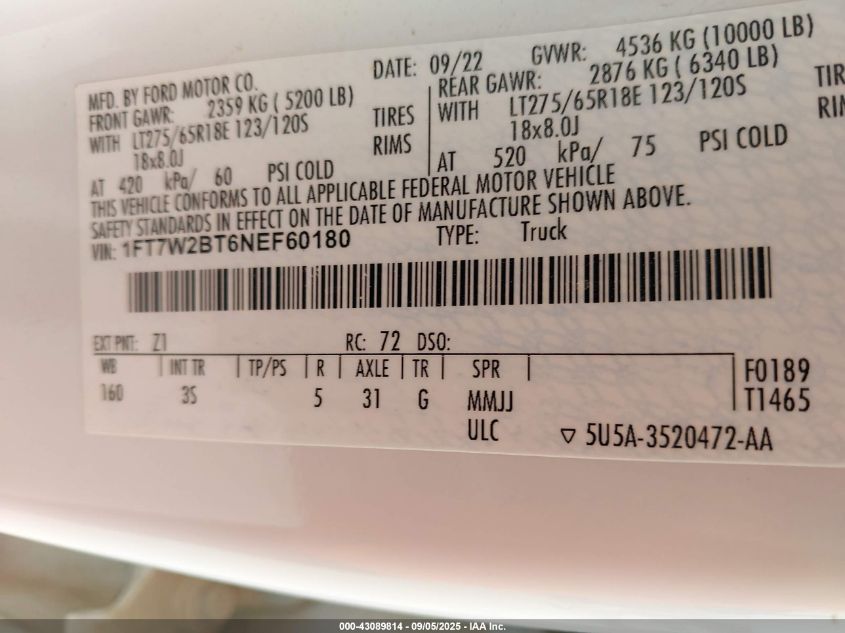 MFD. BY FORD MOTOR CO.
DATE: 09/22 GVWR: 4536 KG (10000 LB)
FRONT GAWR: 2359 KG ( 5200 LB)
REAR GAWR: 2876 KG ( 6340 LB)
WITH LT275/65R18E 123/120S TIRES
WITH LT275/65R18E 123/120S TIR
18x8.0J RIMS
18x8.0J RIM
AT 420 kPa/ 60 PSI COLD
AT 520 kPa/ 75 PSI COLD
THIS VEHICLE CONFORMS TO ALL APPLICABLE FEDERAL MOTOR VEHICLE
SAFETY STANDARDS IN EFFECT ON THE DATE OF MANUFACTURE SHOWN ABOVE.
VIN: 1FT7W2BT6NEF60180 TYPE: Truck
EXT PNT: Z1 RC: 72 DSO:
WB INT TR TP/PS R AXLE TR SPR
160 3S 5 31 G MMJJ
ULC
F0189
T1465
▽ 5U5A-3520472-AA
000-43089814 - 09/05/2025 - IAA Inc.